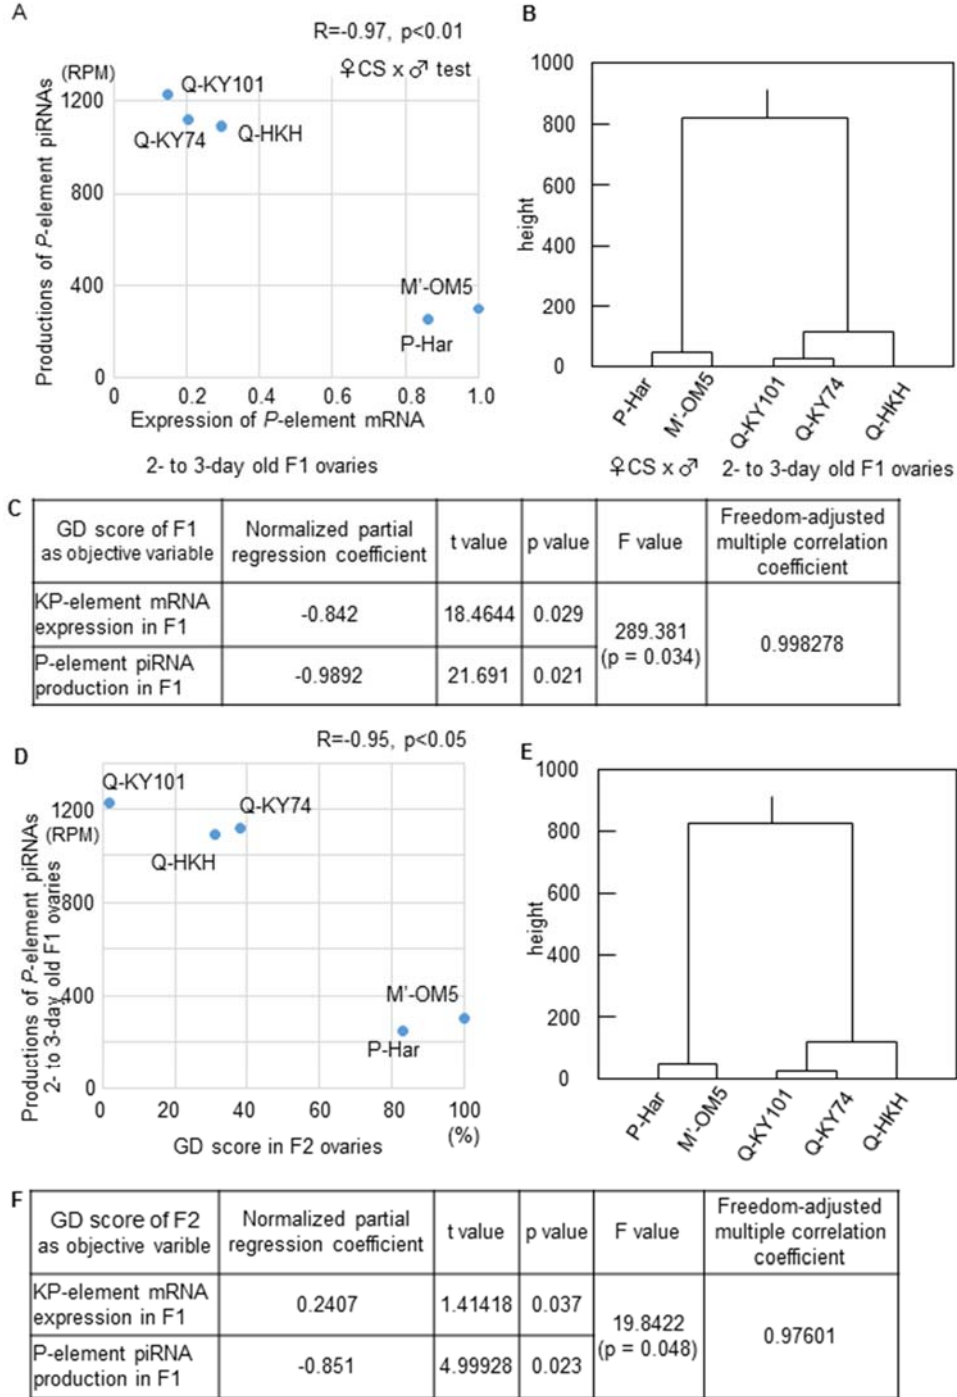 A
R=-0.97, p<0.01
♀CS x ♂ test
Productions of P-element piRNAs
(RPM)
1200
800
400
0
Q-KY101
Q-KY74
Q-HKH
M'-OM5
P-Har
0 0.2 0.4 0.6 0.8 1.0
Expression of P-element mRNA
2- to 3-day old F1 ovaries
B
height
1000
800
600
400
200
0
P-Har
M'-OM5
Q-KY101
Q-KY74
Q-HKH
♀CS x ♂ 2- to 3-day old F1 ovaries
C
GD score of F1
as objective variable
Normalized partial
regression coefficient
t value
p value
F value
Freedom-adjusted
multiple correlation
coefficient
KP-element mRNA
expression in F1
-0.842
18.4644
0.029
289.381
(p = 0.034)
0.998278
P-element piRNA
production in F1
-0.9892
21.691
0.021
D
R=-0.95, p<0.05
Productions of P-element piRNAs
2- to 3-day old F1 ovaries
1200
(RPM)
800
400
0
Q-KY101
Q-KY74
Q-HKH
M'-OM5
P-Har
0 20 40 60 80 100
(%)
GD score in F2 ovaries
E
height
1000
800
600
400
200
0
P-Har
M'-OM5
Q-KY101
Q-KY74
Q-HKH
F
GD score of F2
as objective varible
Normalized partial
regression coefficient
t value
p value
F value
Freedom-adjusted
multiple correlation
coefficient
KP-element mRNA
expression in F1
0.2407
1.41418
0.037
19.8422
(p = 0.048)
0.97601
P-element piRNA
production in F1
-0.851
4.99928
0.023